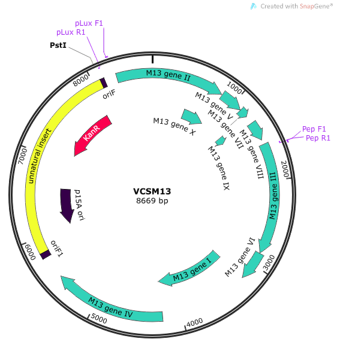 Created with SnapGene®
pLux F1
pLux R1
PstI
8000
oriF
M13 gene II
1000
M13 gene V
M13 gene VII
M13 gene X
M13 gene VIII
M13 gene IX
Pep F1
Pep R1
2000
KanR
7000
unnatural insert
VCSM13
8669 bp
M13 gene III
p15A ori
oriF1
6000
M13 gene VI
3000
M13 gene I
M13 gene IV
5000
4000